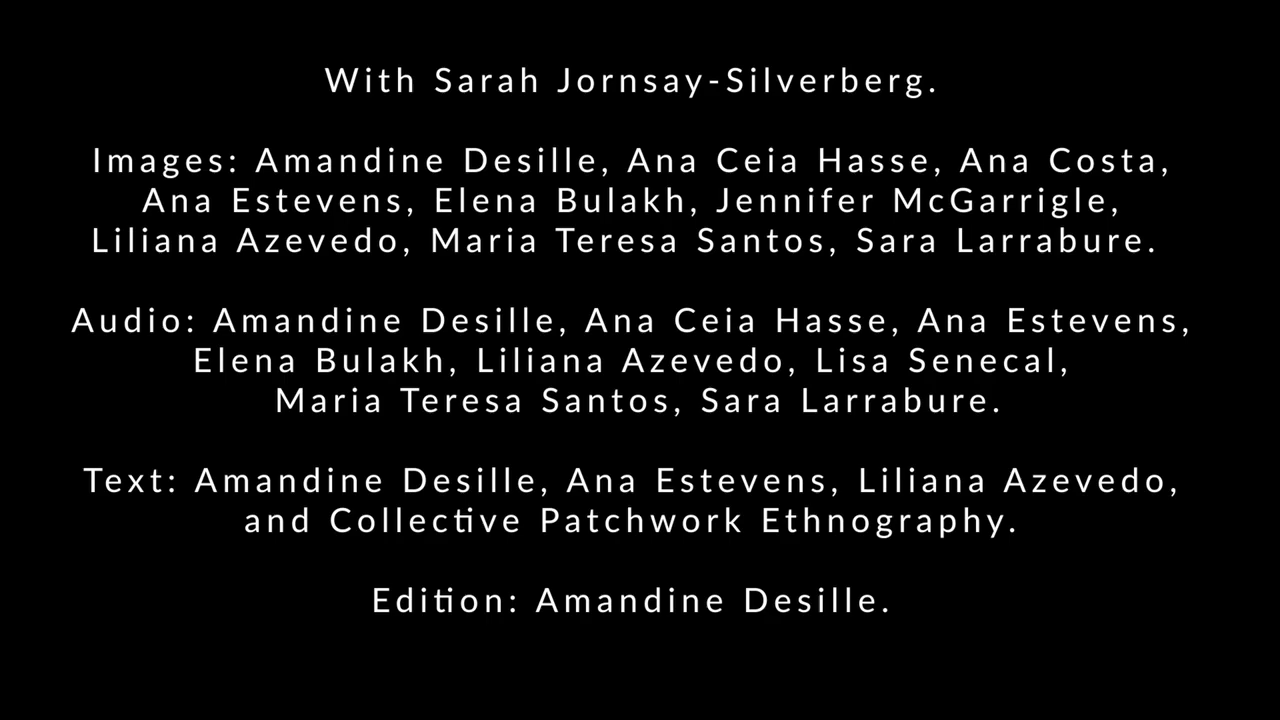 With Sarah Jornsay-Silverberg.
Images: Amandine Desille, Ana Ceia Hasse, Ana Costa,
Ana Estevens, Elena Bulakh, Jennifer McGarrigle,
Liliana Azevedo, Maria Teresa Santos, Sara Larrabure.
Audio: Amandine Desille, Ana Ceia Hasse, Ana Estevens,
Elena Bulakh, Liliana Azevedo, Lisa Senecal,
Maria Teresa Santos, Sara Larrabure.
Text: Amandine Desille, Ana Estevens, Liliana Azevedo,
and Collective Patchwork Ethnography.
Edition: Amandine Desille.